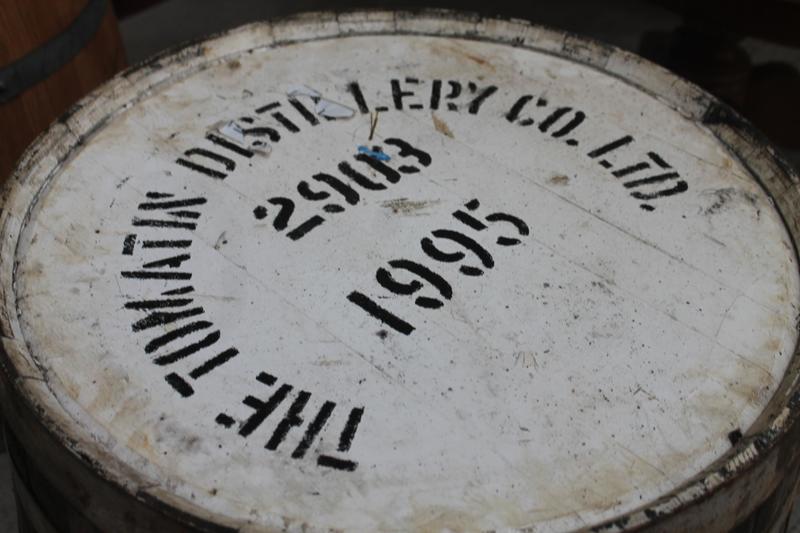 THE TOMATIN DISTILLERY CO. LTD.
2903
1995